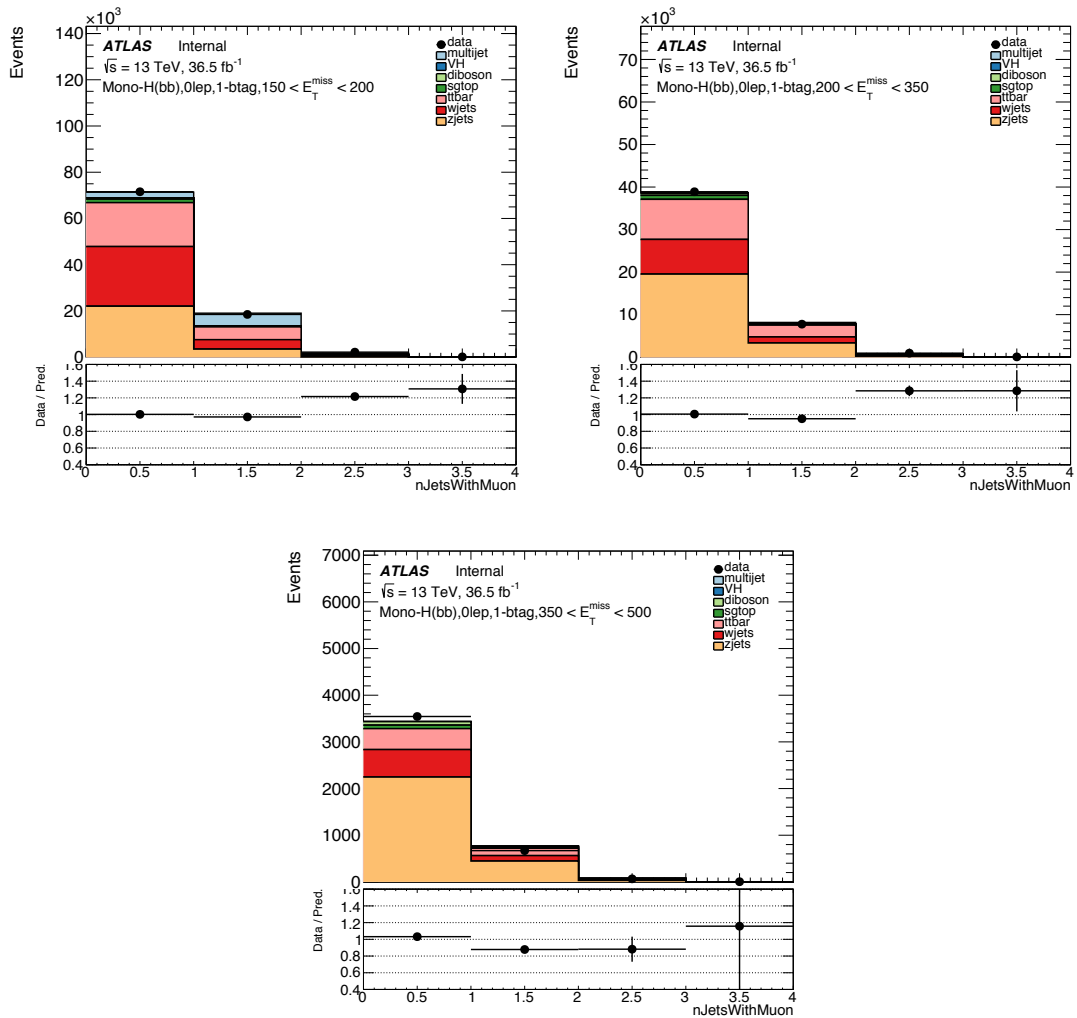 ×10³
Events
140
120
100
80
60
40
20
0
ATLAS Internal
√s = 13 TeV, 36.5 fb⁻¹
Mono-H(bb),0lep,1-btag,150 < E_T^miss < 200
data
multijet
VH
diboson
sgtop
ttbar
wjets
zjets
Data / Pred.
1.6
1.4
1.2
1
0.8
0.6
0.4
0 0.5 1 1.5 2 2.5 3 3.5 4
nJetsWithMuon
×10³
Events
70
60
50
40
30
20
10
0
ATLAS Internal
√s = 13 TeV, 36.5 fb⁻¹
Mono-H(bb),0lep,1-btag,200 < E_T^miss < 350
data
multijet
VH
diboson
sgtop
ttbar
wjets
zjets
Data / Pred.
1.6
1.4
1.2
1
0.8
0.6
0.4
0 0.5 1 1.5 2 2.5 3 3.5 4
nJetsWithMuon
Events
7000
6000
5000
4000
3000
2000
1000
0
ATLAS Internal
√s = 13 TeV, 36.5 fb⁻¹
Mono-H(bb),0lep,1-btag,350 < E_T^miss < 500
data
multijet
VH
diboson
sgtop
ttbar
wjets
zjets
Data / Pred.
1.6
1.4
1.2
1
0.8
0.6
0.4
0 0.5 1 1.5 2 2.5 3 3.5 4
nJetsWithMuon